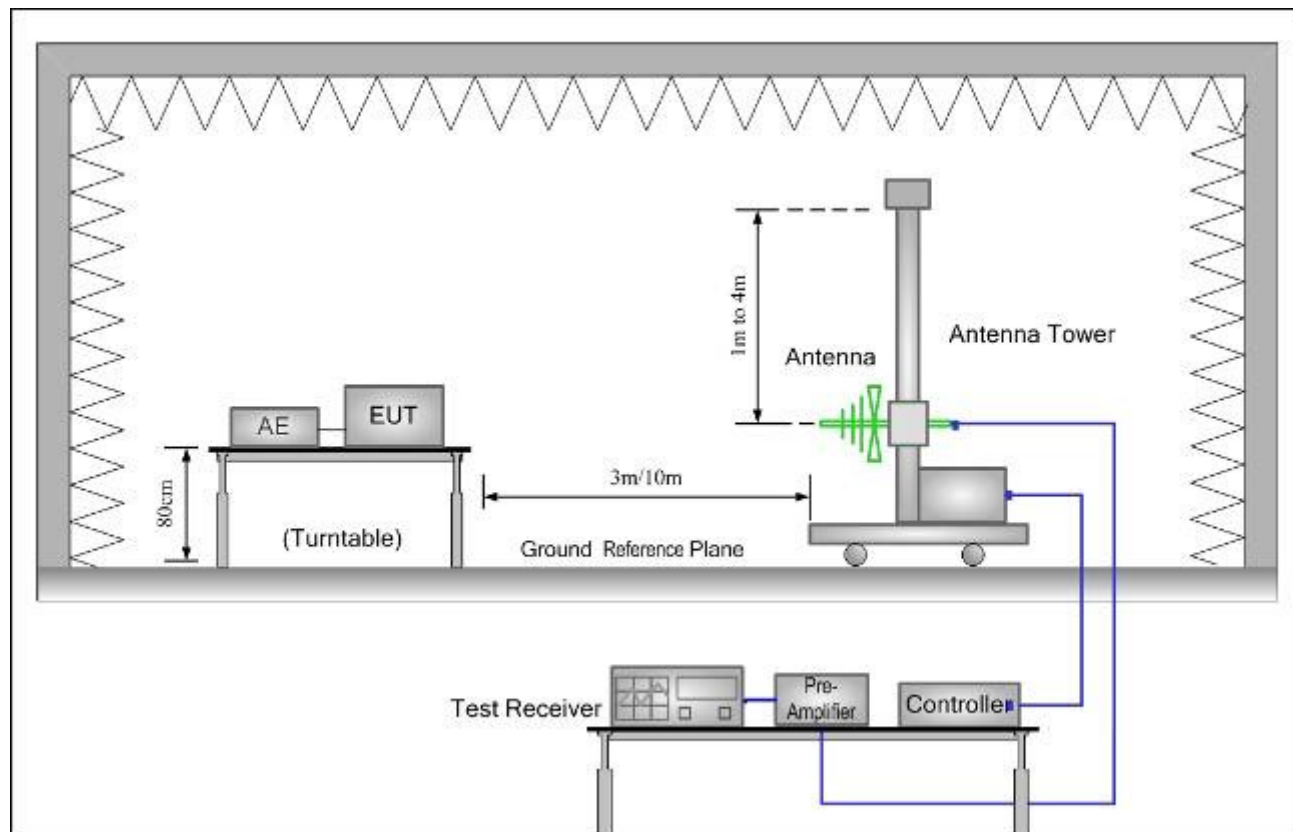 1m to 4m
Antenna Tower
Antenna
AE
EUT
80cm
3m/10m
(Turntable)
Ground Reference Plane
Test Receiver
Pre-
Amplifier
Controller